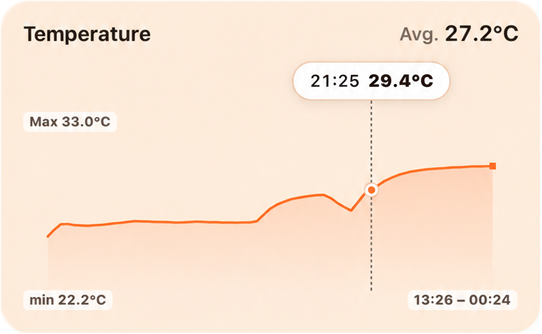 Temperature
Avg. 27.2°C
21:25 29.4°C
Max 33.0°C
min 22.2°C
13:26 – 00:24